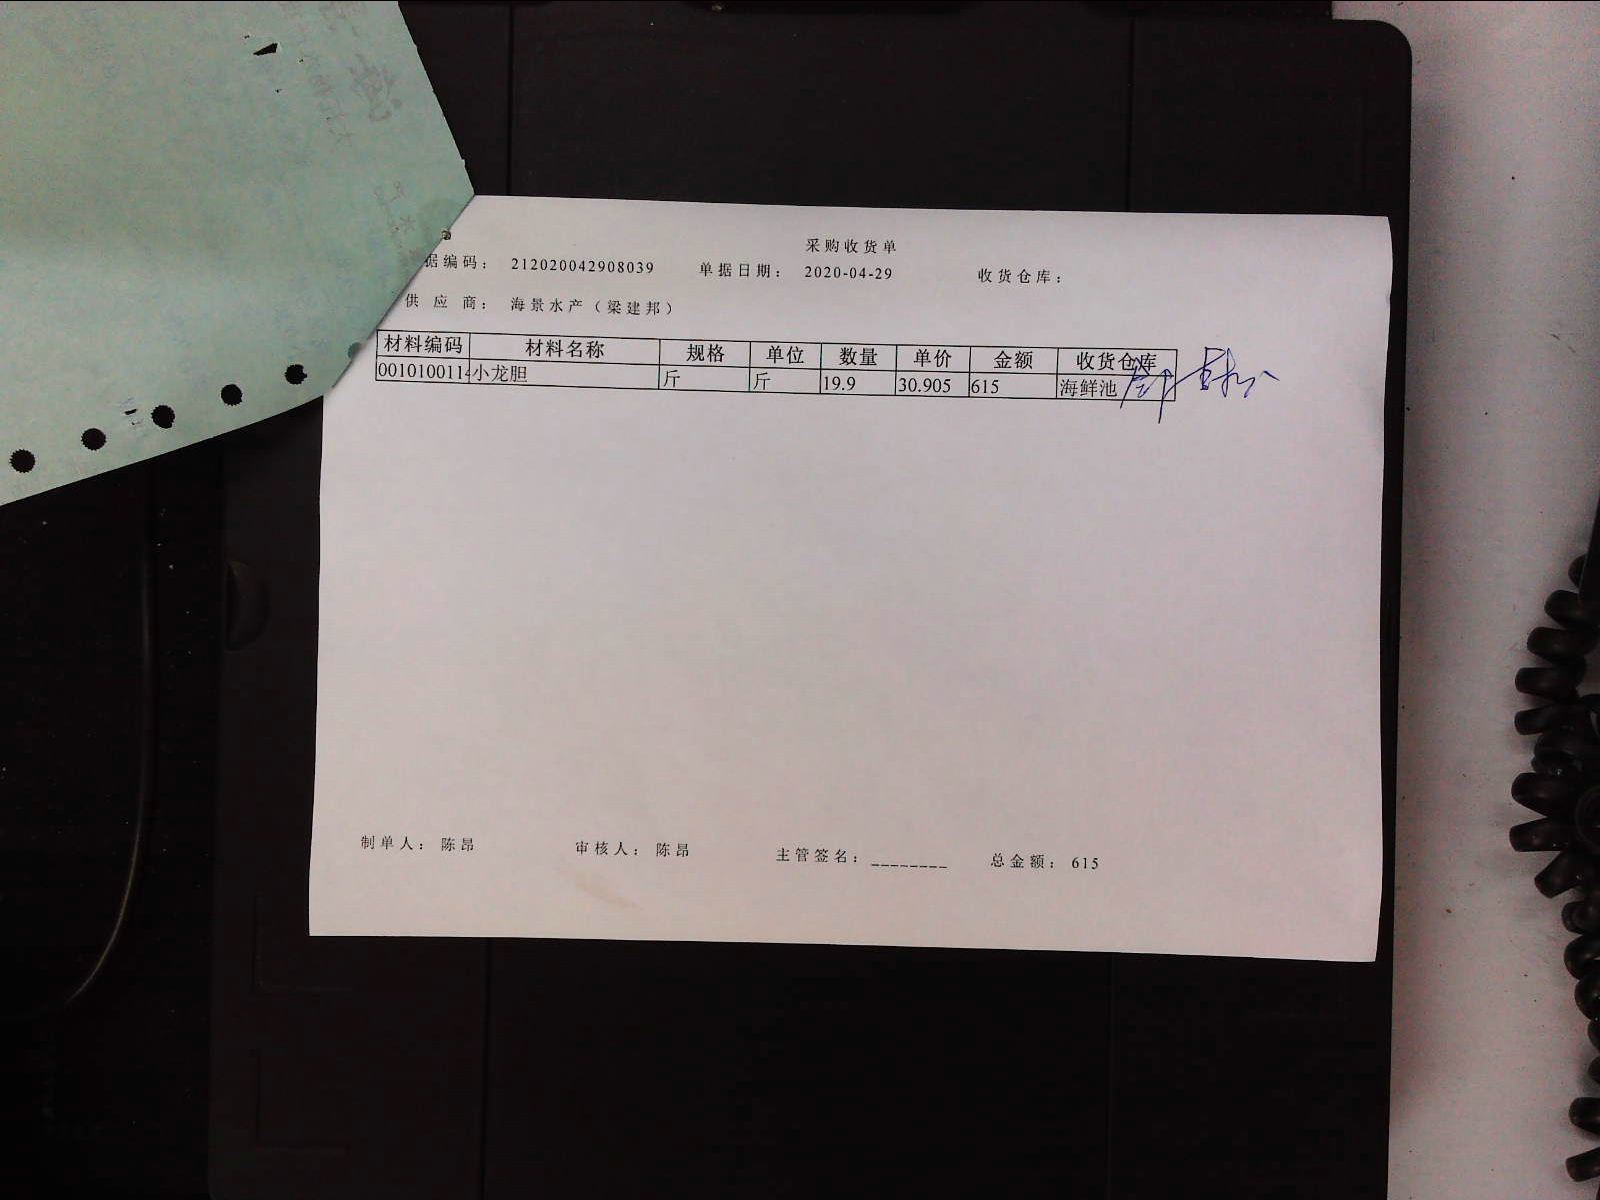 采购收货单
据编码： 212020042908039 单据日期： 2020-04-29 收货仓库：
供应商： 海景水产（梁建邦）
材料编码 材料名称 规格 单位 数量 单价 金额 收货仓库
0010100114 小龙胆 斤 斤 19.9 30.905 615 海鲜池
制单人： 陈昂 审核人： 陈昂 主管签名：________ 总金额： 615